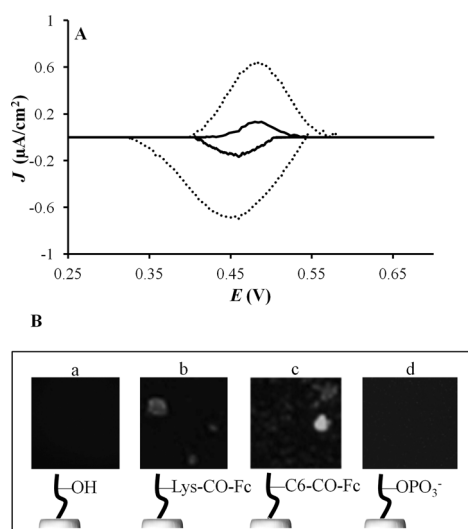 A
1
0.6
0.2
-0.2
-0.6
-1
J (µA/cm²)
0.25 0.35 0.45 0.55 0.65
E (V)
B
a b c d
OH Lys-CO-Fc C6-CO-Fc OPO₃⁻